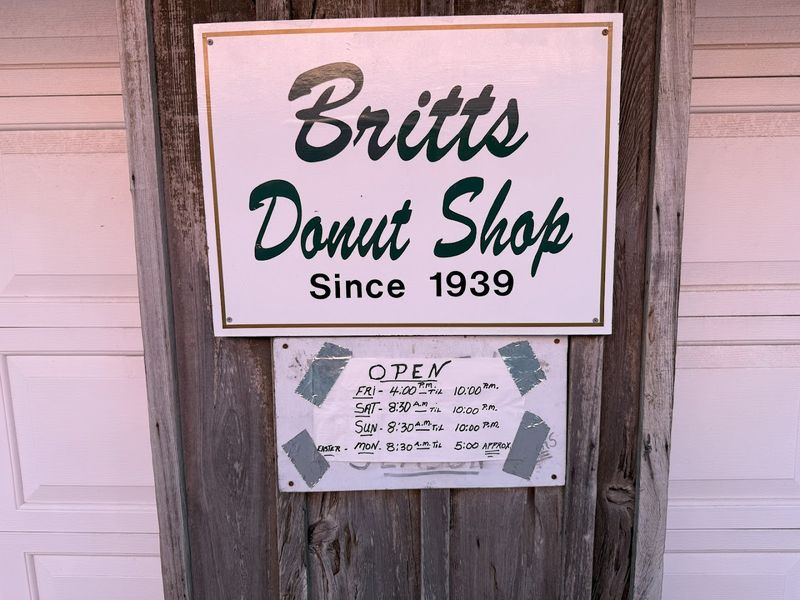 Britts
Donut Shop
Since 1939
OPEN
FRI - 4:00 P.M. TIL 10:00 P.M.
SAT - 8:30 A.M. TIL 10:00 P.M.
SUN - 8:30 A.M. TIL 10:00 P.M.
EASTER - MON. 8:30 A.M. TIL 5:00 APPROX